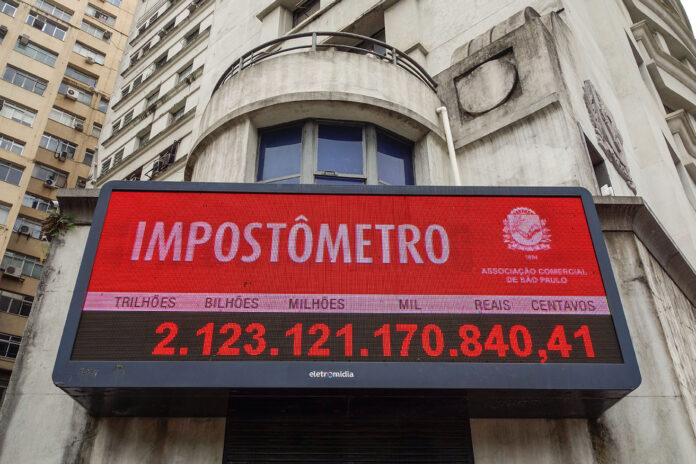 IMPOSTÔMETRO
1894
ASSOCIAÇÃO COMERCIAL
DE SÃO PAULO
TRILHÕES BILHÕES MILHÕES MIL REAIS CENTAVOS
2.123.121.170.840,41
eletromidia